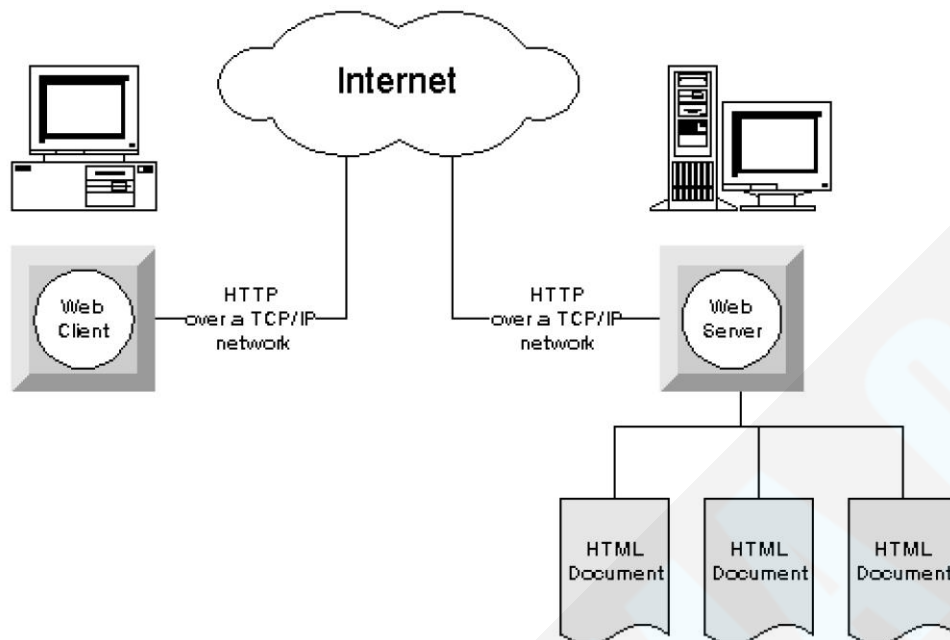 Internet
Web
Client
HTTP
over a TCP/IP
network
HTTP
over a TCP/IP
network
Web
Server
HTML
Document
HTML
Document
HTML
Document